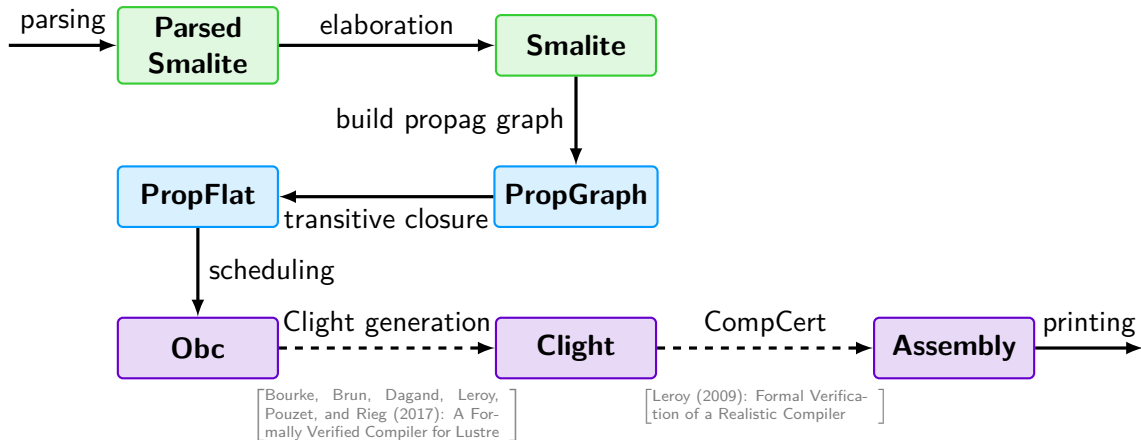 parsing
Parsed
Smalite
elaboration
Smalite
build propag graph
PropFlat
transitive closure
PropGraph
scheduling
Obc
Clight generation
Clight
CompCert
Assembly
printing
Bourke, Brun, Dagand, Leroy,
Pouzet, and Rieg (2017): A For-
mally Verified Compiler for Lustre
Leroy (2009): Formal Verifica-
tion of a Realistic Compiler